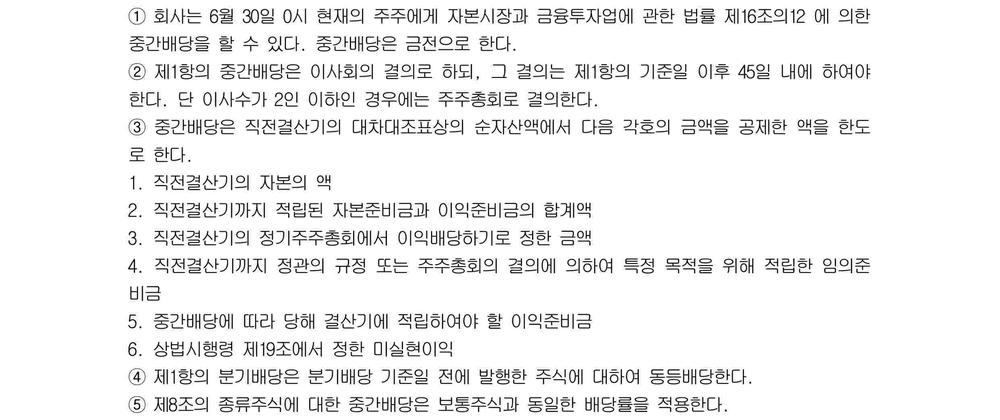 ① 회사는 6월 30일 0시 현재의 주주에게 자본시장과 금융투자업에 관한 법률 제16조의12 에 의한
중간배당을 할 수 있다. 중간배당은 금전으로 한다.
② 제1항의 중간배당은 이사회의 결의로 하되, 그 결의는 제1항의 기준일 이후 45일 내에 하여야
한다. 단 이사수가 2인 이하인 경우에는 주주총회로 결의한다.
③ 중간배당은 직전결산기의 대차대조표상의 순자산액에서 다음 각호의 금액을 공제한 액을 한도
로 한다.
1. 직전결산기의 자본의 액
2. 직전결산기까지 적립된 자본준비금과 이익준비금의 합계액
3. 직전결산기의 정기주주총회에서 이익배당하기로 정한 금액
4. 직전결산기까지 정관의 규정 또는 주주총회의 결의에 의하여 특정 목적을 위해 적립한 임의준
비금
5. 중간배당에 따라 당해 결산기에 적립하여야 할 이익준비금
6. 상법시행령 제19조에서 정한 미실현이익
④ 제1항의 분기배당은 분기배당 기준일 전에 발행한 주식에 대하여 동등배당한다.
⑤ 제8조의 종류주식에 대한 중간배당은 보통주식과 동일한 배당률을 적용한다.